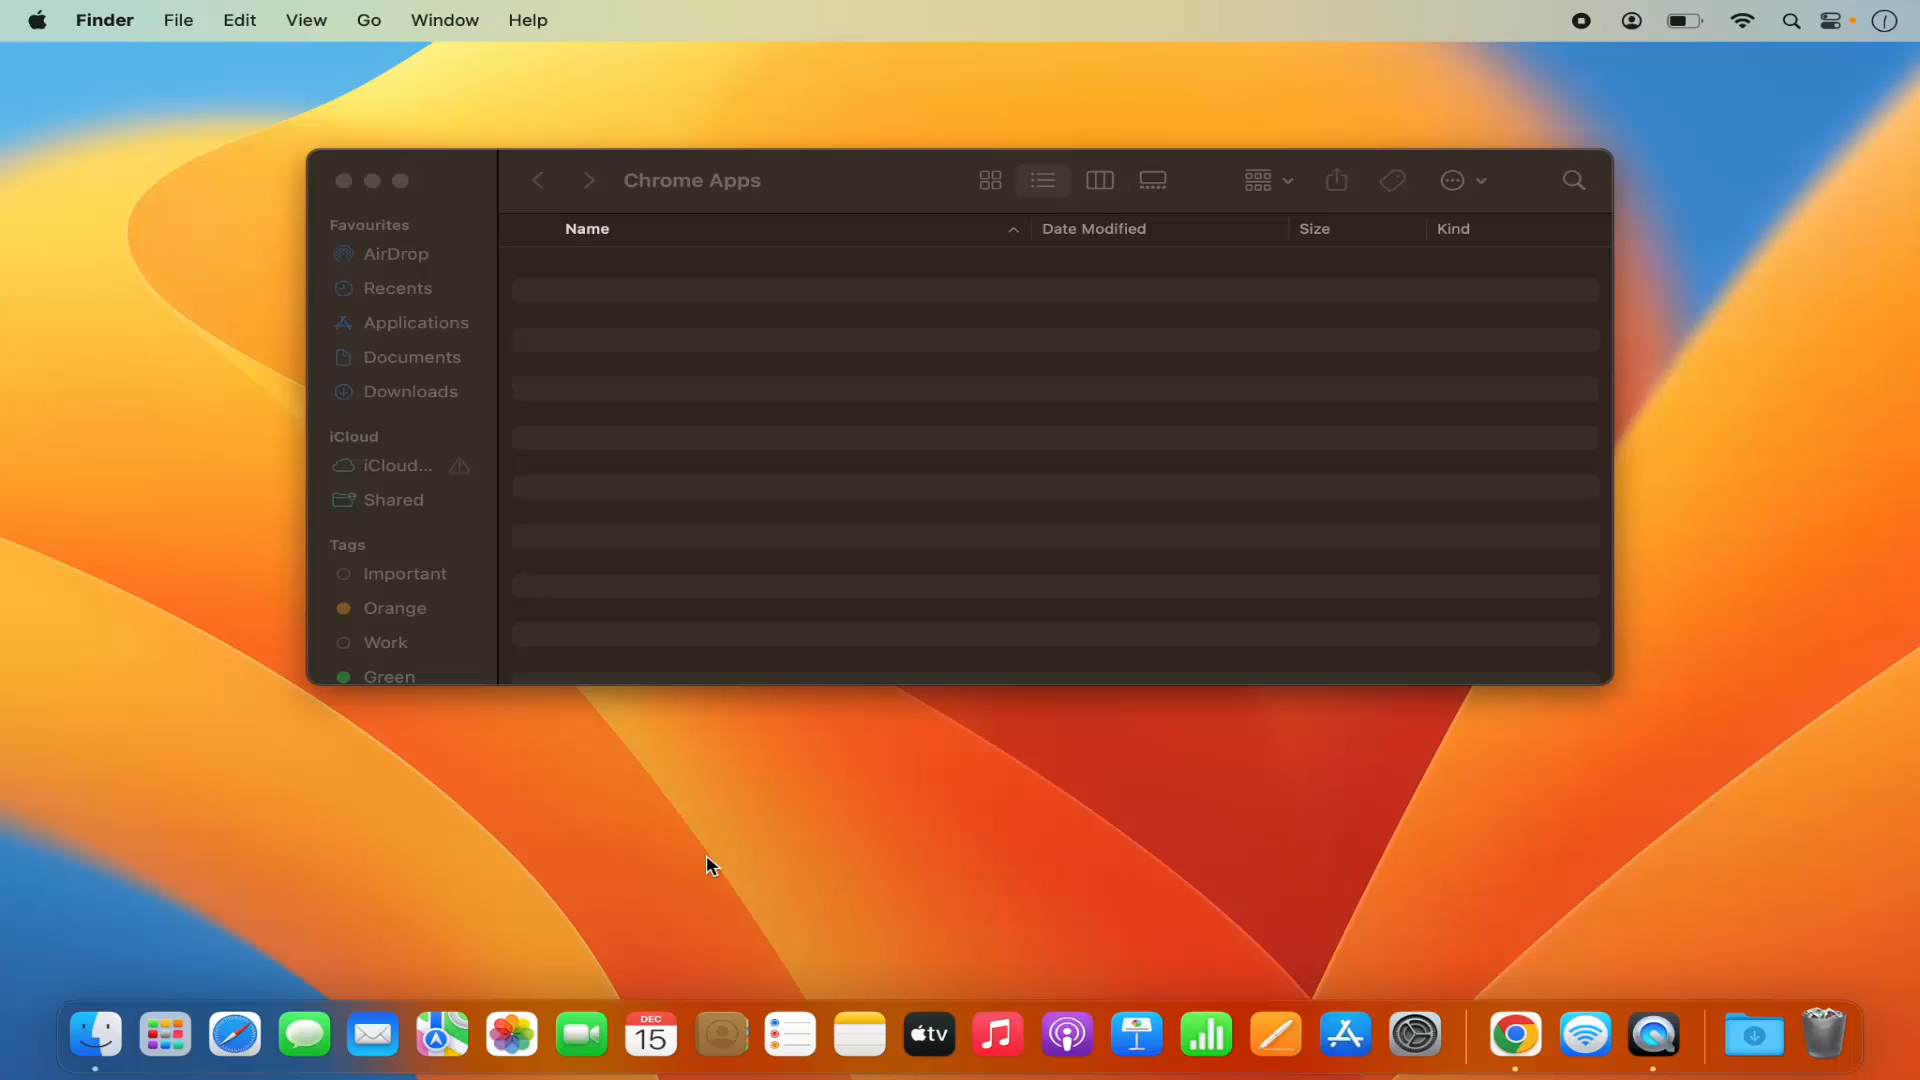 Finder File Edit View Go Window Help
Chrome Apps
Name Date Modified Size Kind
Favourites
AirDrop
Recents
Applications
Documents
Downloads
iCloud
iCloud...
Shared
Tags
Important
Orange
Work
Green
DEC
15
tv